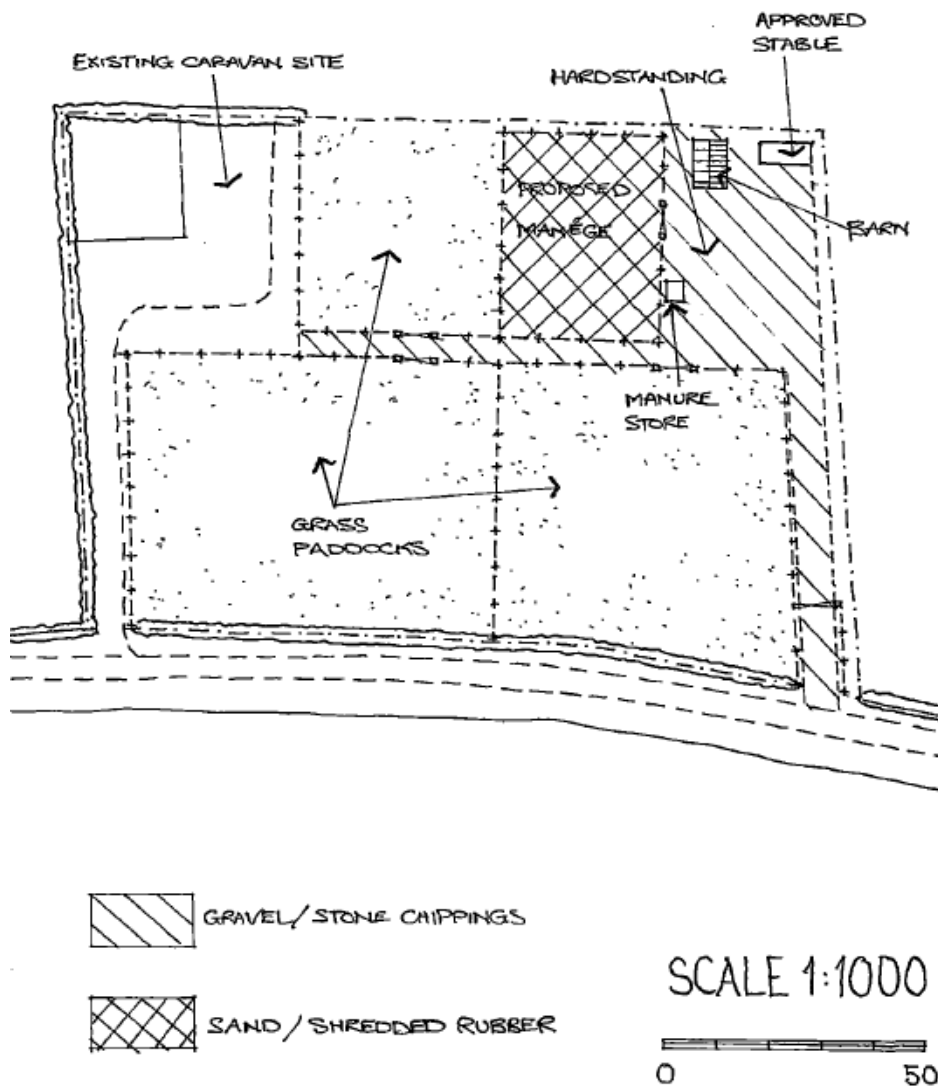 APPROVED
STABLE
EXISTING CARAVAN SITE
HARDSTANDING
PROPOSED
MANÉGE
BARN
MANURE
STORE
GRASS
PADDOCKS
GRAVEL/STONE CHIPPINGS
SCALE 1:1000
SAND/SHREDDED RUBBER
0 50